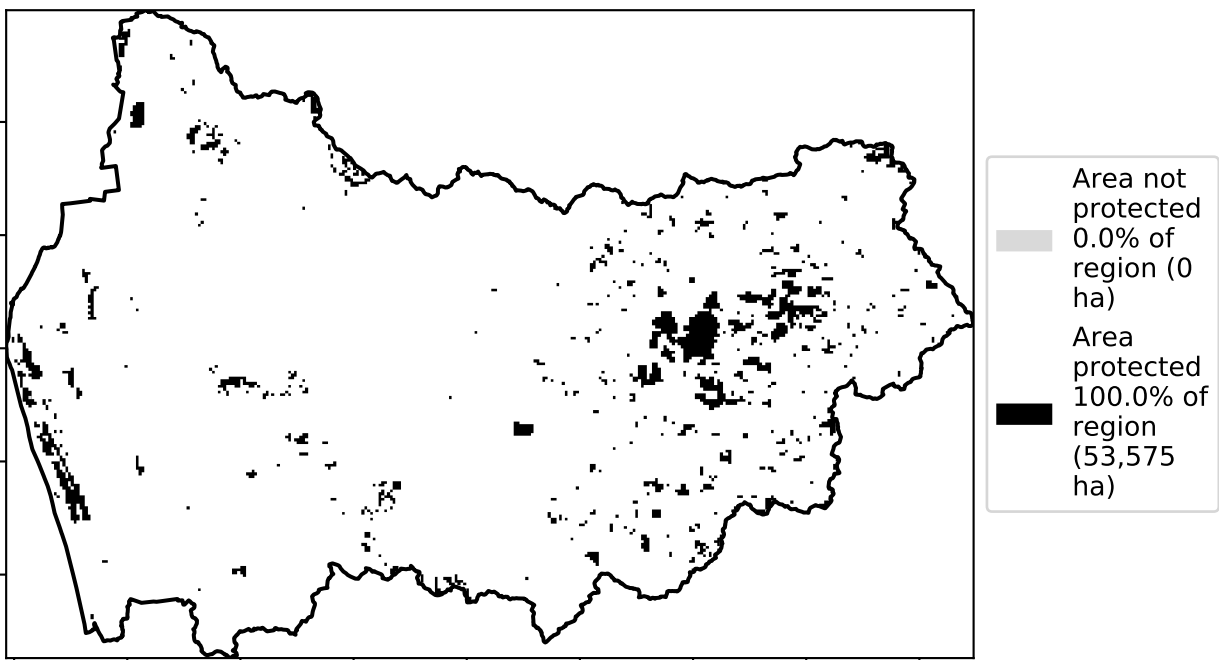 Area not
protected
0.0% of
region (0
ha)
Area
protected
100.0% of
region
(53,575
ha)